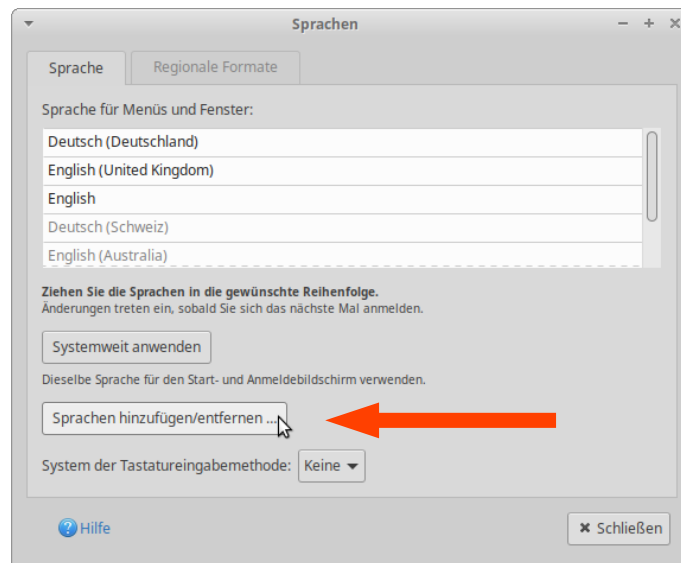 Sprachen
Sprache
Regionale Formate
Sprache für Menüs und Fenster:
Deutsch (Deutschland)
English (United Kingdom)
English
Deutsch (Schweiz)
English (Australia)
Ziehen Sie die Sprachen in die gewünschte Reihenfolge.
Änderungen treten ein, sobald Sie sich das nächste Mal anmelden.
Systemweit anwenden
Dieselbe Sprache für den Start- und Anmeldebildschirm verwenden.
Sprachen hinzufügen/entfernen ...
System der Tastatureingabemethode: Keine
Hilfe
Schließen